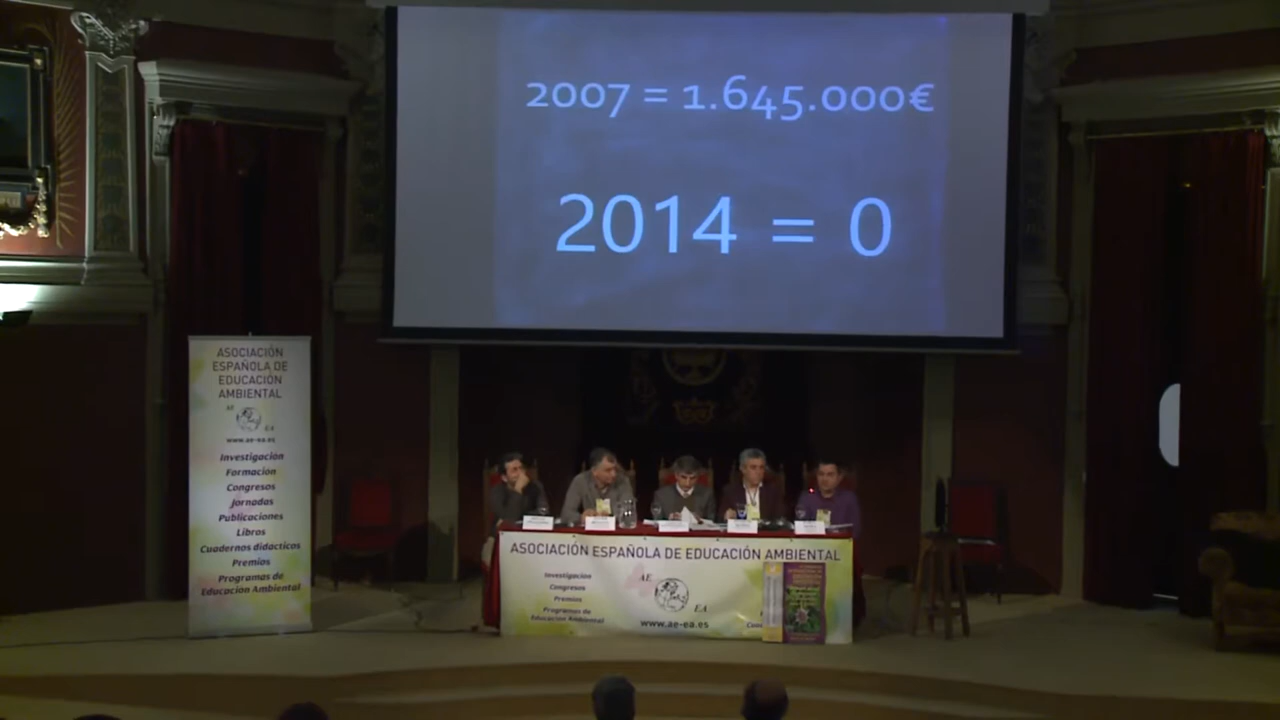 2007 = 1.645.000€
2014 = 0
ASOCIACIÓN
ESPAÑOLA DE
EDUCACIÓN
AMBIENTAL
AE
EA
www.ae-ea.es
Investigación
Formación
Congresos
Jornadas
Publicaciones
Libros
Cuadernos didácticos
Premios
Programas de
Educación Ambiental
ASOCIACIÓN ESPAÑOLA DE EDUCACIÓN AMBIENTAL
Investigación
Congresos
Premios
Programas de
Educación Ambiental
AE
EA
www.ae-ea.es